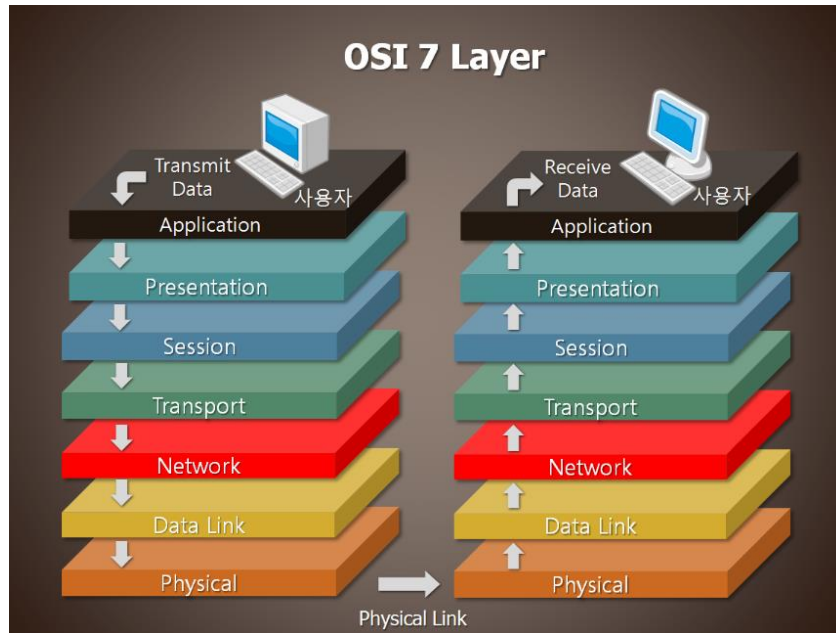 OSI 7 Layer
Transmit
Data
사용자
Application
Presentation
Session
Transport
Network
Data Link
Physical
Receive
Data
사용자
Application
Presentation
Session
Transport
Network
Data Link
Physical
Physical Link